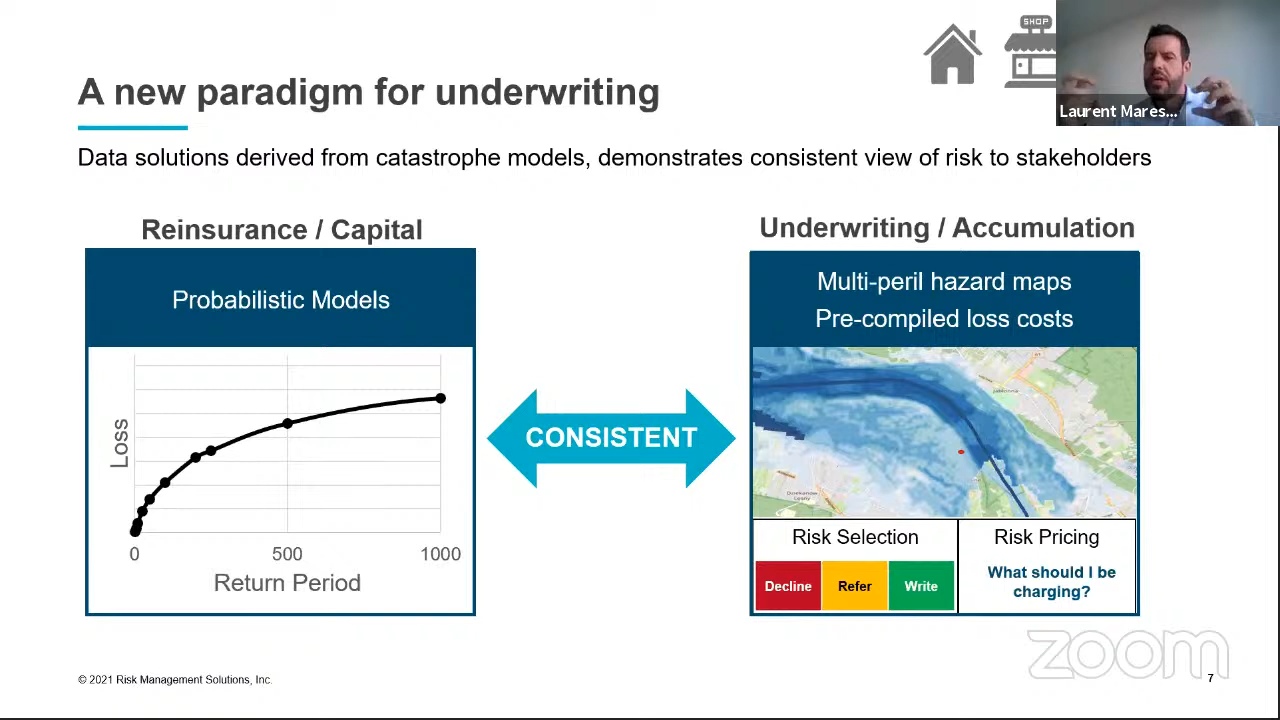 SHOP
Laurent Mares...
A new paradigm for underwriting
Data solutions derived from catastrophe models, demonstrates consistent view of risk to stakeholders
Reinsurance / Capital
Probabilistic Models
Loss
0
500
1000
Return Period
CONSISTENT
Underwriting / Accumulation
Multi-peril hazard maps
Pre-compiled loss costs
Risk Selection
Decline
Refer
Write
Risk Pricing
What should I be
charging?
zoom
© 2021 Risk Management Solutions, Inc.
7